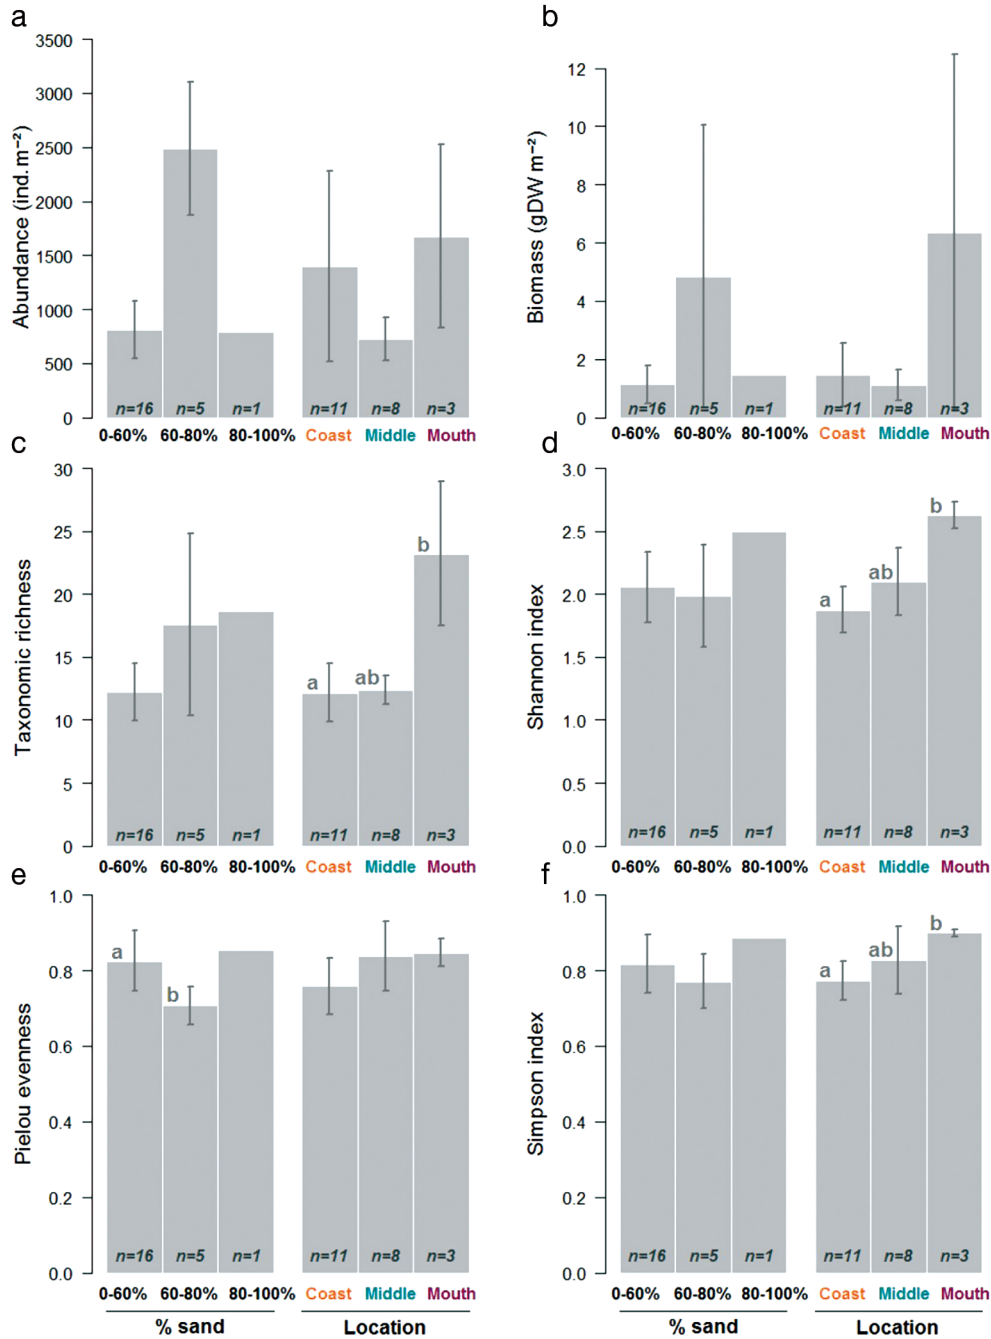 a
3500
3000
2500
2000
1500
1000
500
0
Abundance (ind.m⁻²)
n=16 n=5 n=1 n=11 n=8 n=3
0-60% 60-80% 80-100% Coast Middle Mouth
b
12
10
8
6
4
2
0
Biomass (gDW m⁻²)
n=16 n=5 n=1 n=11 n=8 n=3
0-60% 60-80% 80-100% Coast Middle Mouth
c
30
25
20
15
10
5
0
Taxonomic richness
a ab b
n=16 n=5 n=1 n=11 n=8 n=3
0-60% 60-80% 80-100% Coast Middle Mouth
d
3.0
2.5
2.0
1.5
1.0
0.5
0.0
Shannon index
a ab b
n=16 n=5 n=1 n=11 n=8 n=3
0-60% 60-80% 80-100% Coast Middle Mouth
e
1.0
0.8
0.6
0.4
0.2
0.0
Pielou evenness
a b
n=16 n=5 n=1 n=11 n=8 n=3
0-60% 60-80% 80-100% Coast Middle Mouth
% sand Location
f
1.0
0.8
0.6
0.4
0.2
0.0
Simpson index
a ab b
n=16 n=5 n=1 n=11 n=8 n=3
0-60% 60-80% 80-100% Coast Middle Mouth
% sand Location